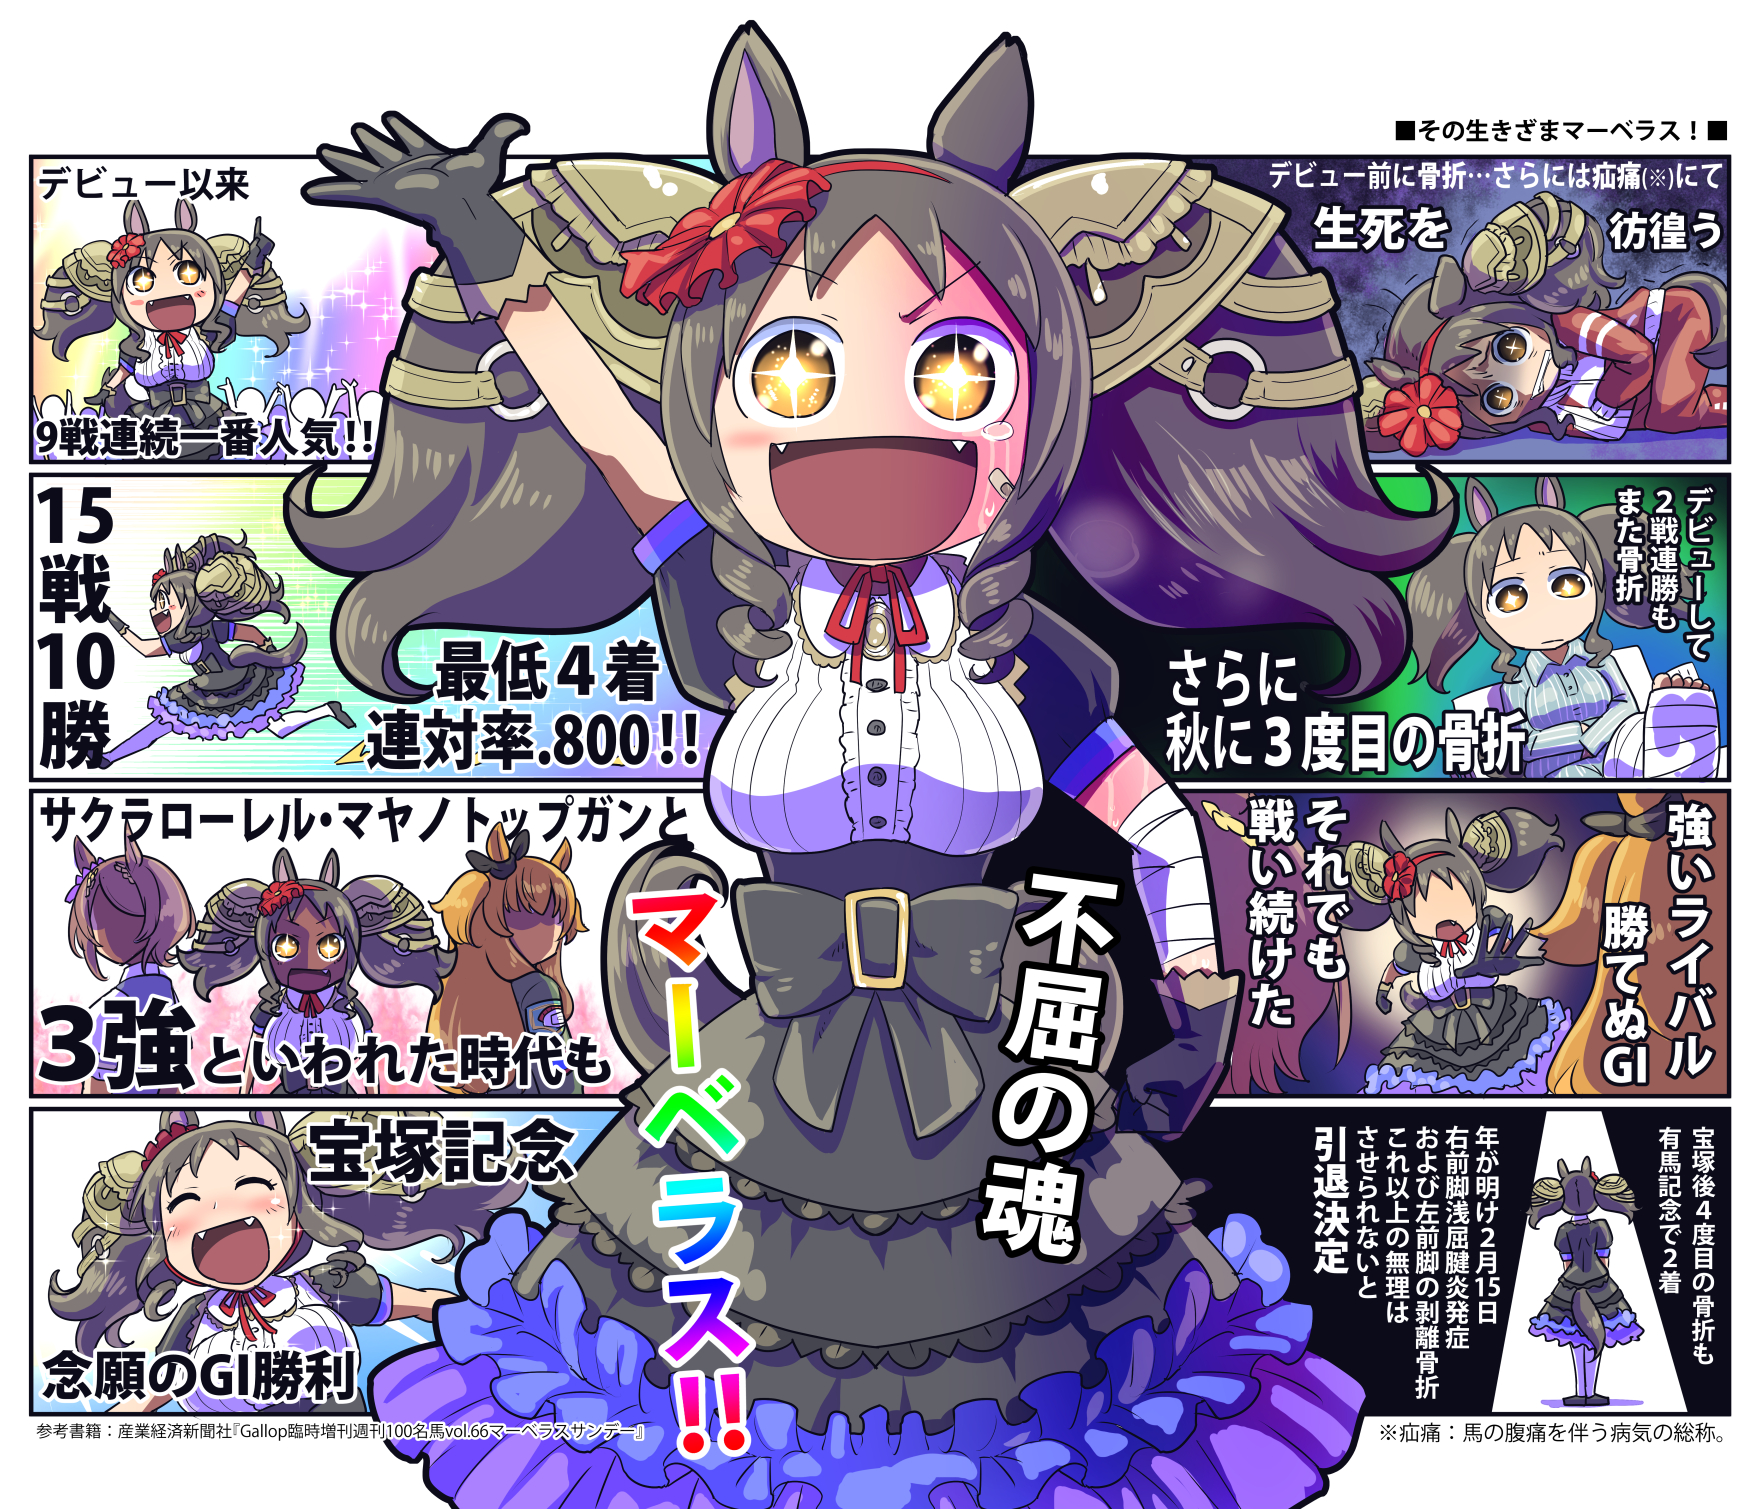 ■その生きざまマーベラス！■
デビュー前に骨折…さらには疝痛(※)にて
生死を彷徨う
デビューして
２戦連勝も
また骨折
さらに
秋に３度目の骨折
強いライバル
勝てぬGI
それでも
戦い続けた
宝塚後４度目の骨折も
有馬記念で２着
年が明け２月15日
右前脚浅屈腱炎発症
および左前脚の剥離骨折
これ以上の無理は
させられないと
引退決定
※疝痛：馬の腹痛を伴う病気の総称。
不屈の魂
マーベラス!!
デビュー以来
9戦連続一番人気!!
15戦10勝
最低４着
連対率.800!!
サクラローレル・マヤノトップガンと
3強といわれた時代も
宝塚記念
念願のGI勝利
参考書籍：産業経済新聞社『Gallop臨時増刊週刊100名馬vol.66マーベラスサンデー』